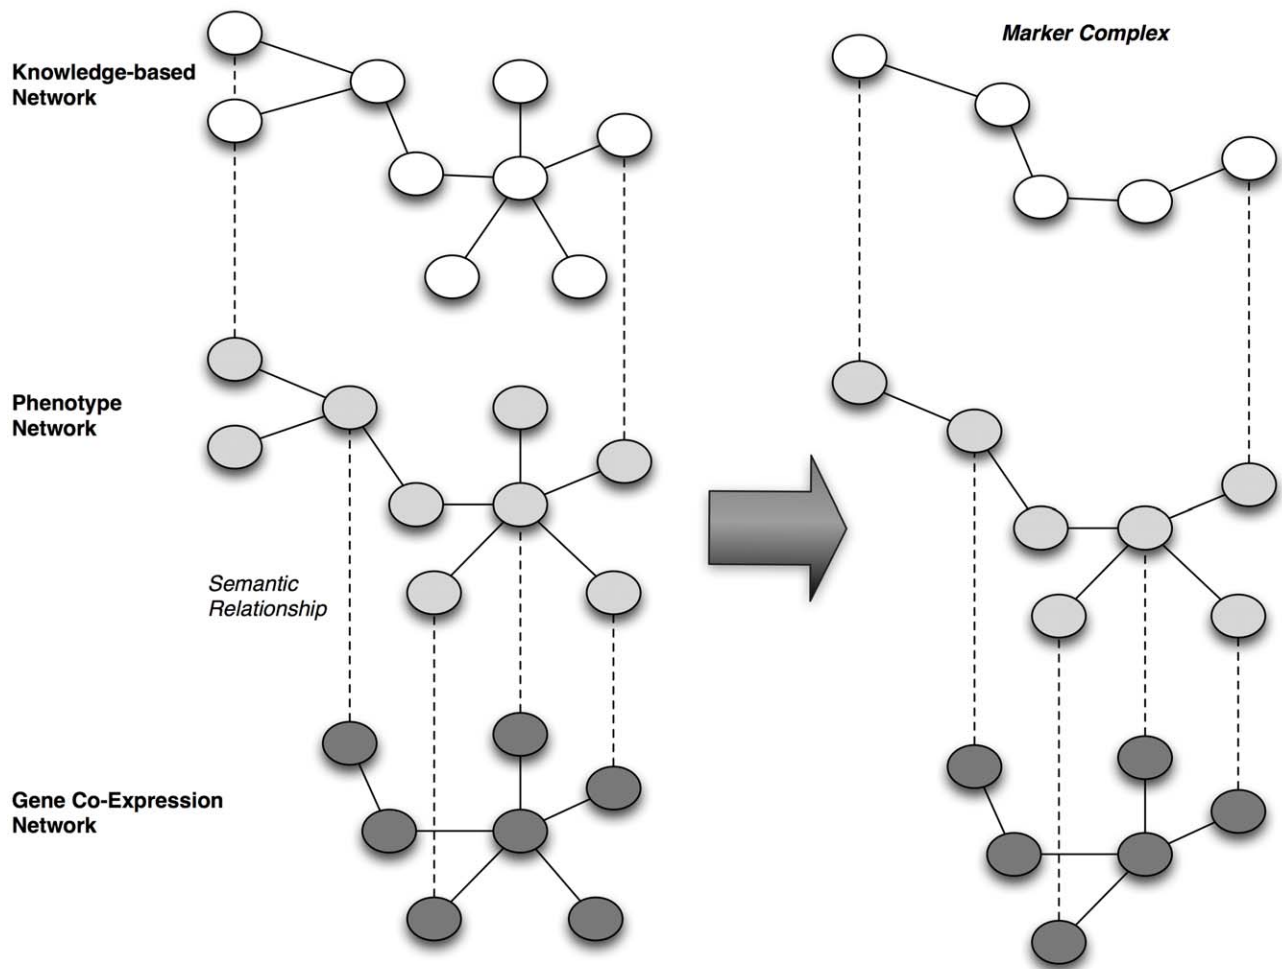 Marker Complex
Knowledge-based
Network
Phenotype
Network
Semantic
Relationship
Gene Co-Expression
Network